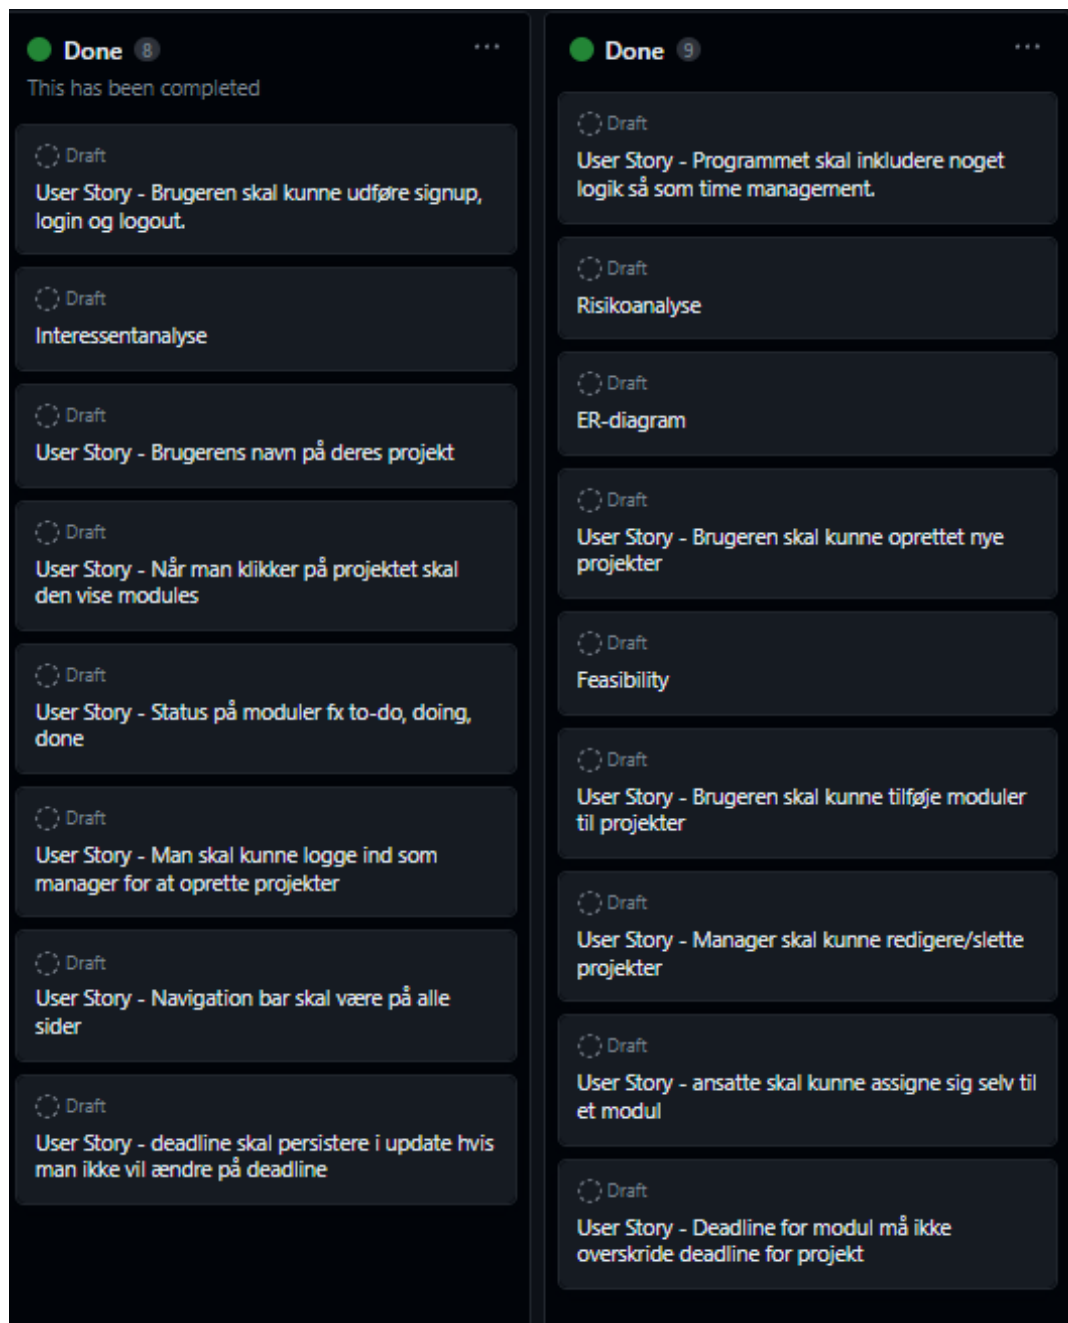 Done 8
This has been completed
Draft
User Story - Brugeren skal kunne udføre signup,
login og logout.
Draft
Interessentanalyse
Draft
User Story - Brugerens navn på deres projekt
Draft
User Story - Når man klikker på projektet skal
den vise modules
Draft
User Story - Status på moduler fx to-do, doing,
done
Draft
User Story - Man skal kunne logge ind som
manager for at oprette projekter
Draft
User Story - Navigation bar skal være på alle
sider
Draft
User Story - deadline skal persistere i update hvis
man ikke vil ændre på deadline
Done 9
Draft
User Story - Programmet skal inkludere noget
logik så som time management.
Draft
Risikoanalyse
Draft
ER-diagram
Draft
User Story - Brugeren skal kunne oprettet nye
projekter
Draft
Feasibility
Draft
User Story - Brugeren skal kunne tilføje moduler
til projekter
Draft
User Story - Manager skal kunne redigere/slette
projekter
Draft
User Story - ansatte skal kunne assigne sig selv til
et modul
Draft
User Story - Deadline for modul må ikke
overskride deadline for projekt